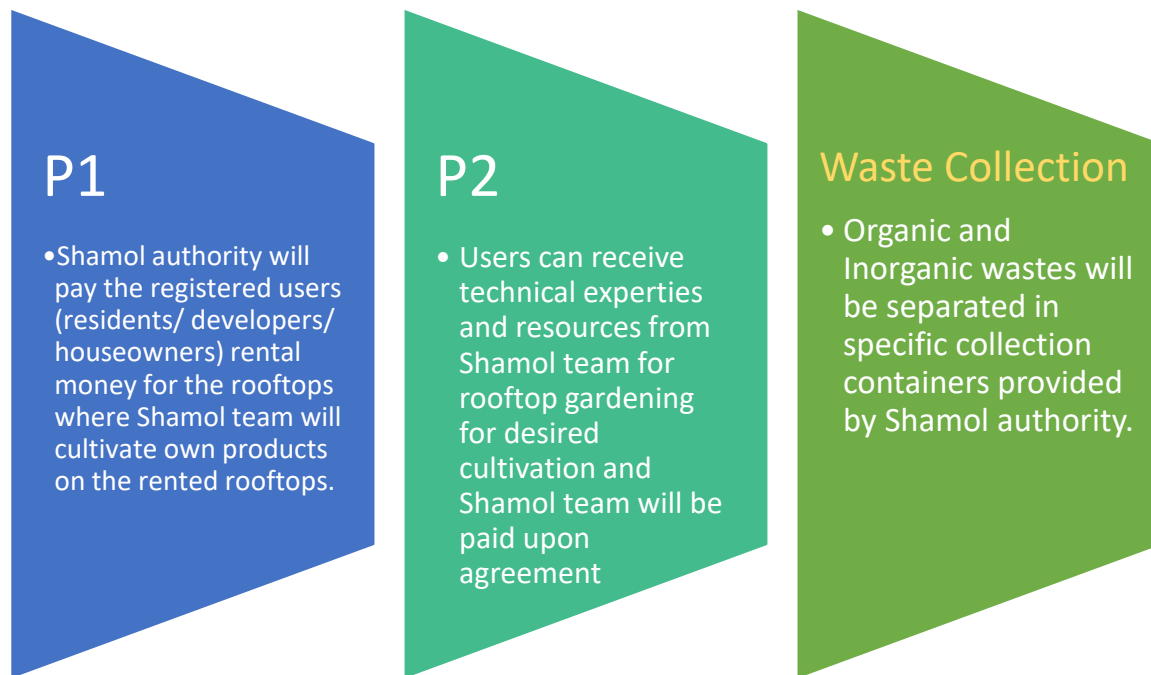 P1
•Shamol authority will
pay the registered users
(residents/ developers/
houseowners) rental
money for the rooftops
where Shamol team will
cultivate own products
on the rented rooftops.
P2
• Users can receive
technical experties
and resources from
Shamol team for
rooftop gardening
for desired
cultivation and
Shamol team will be
paid upon
agreement
Waste Collection
• Organic and
Inorganic wastes will
be separated in
specific collection
containers provided
by Shamol authority.